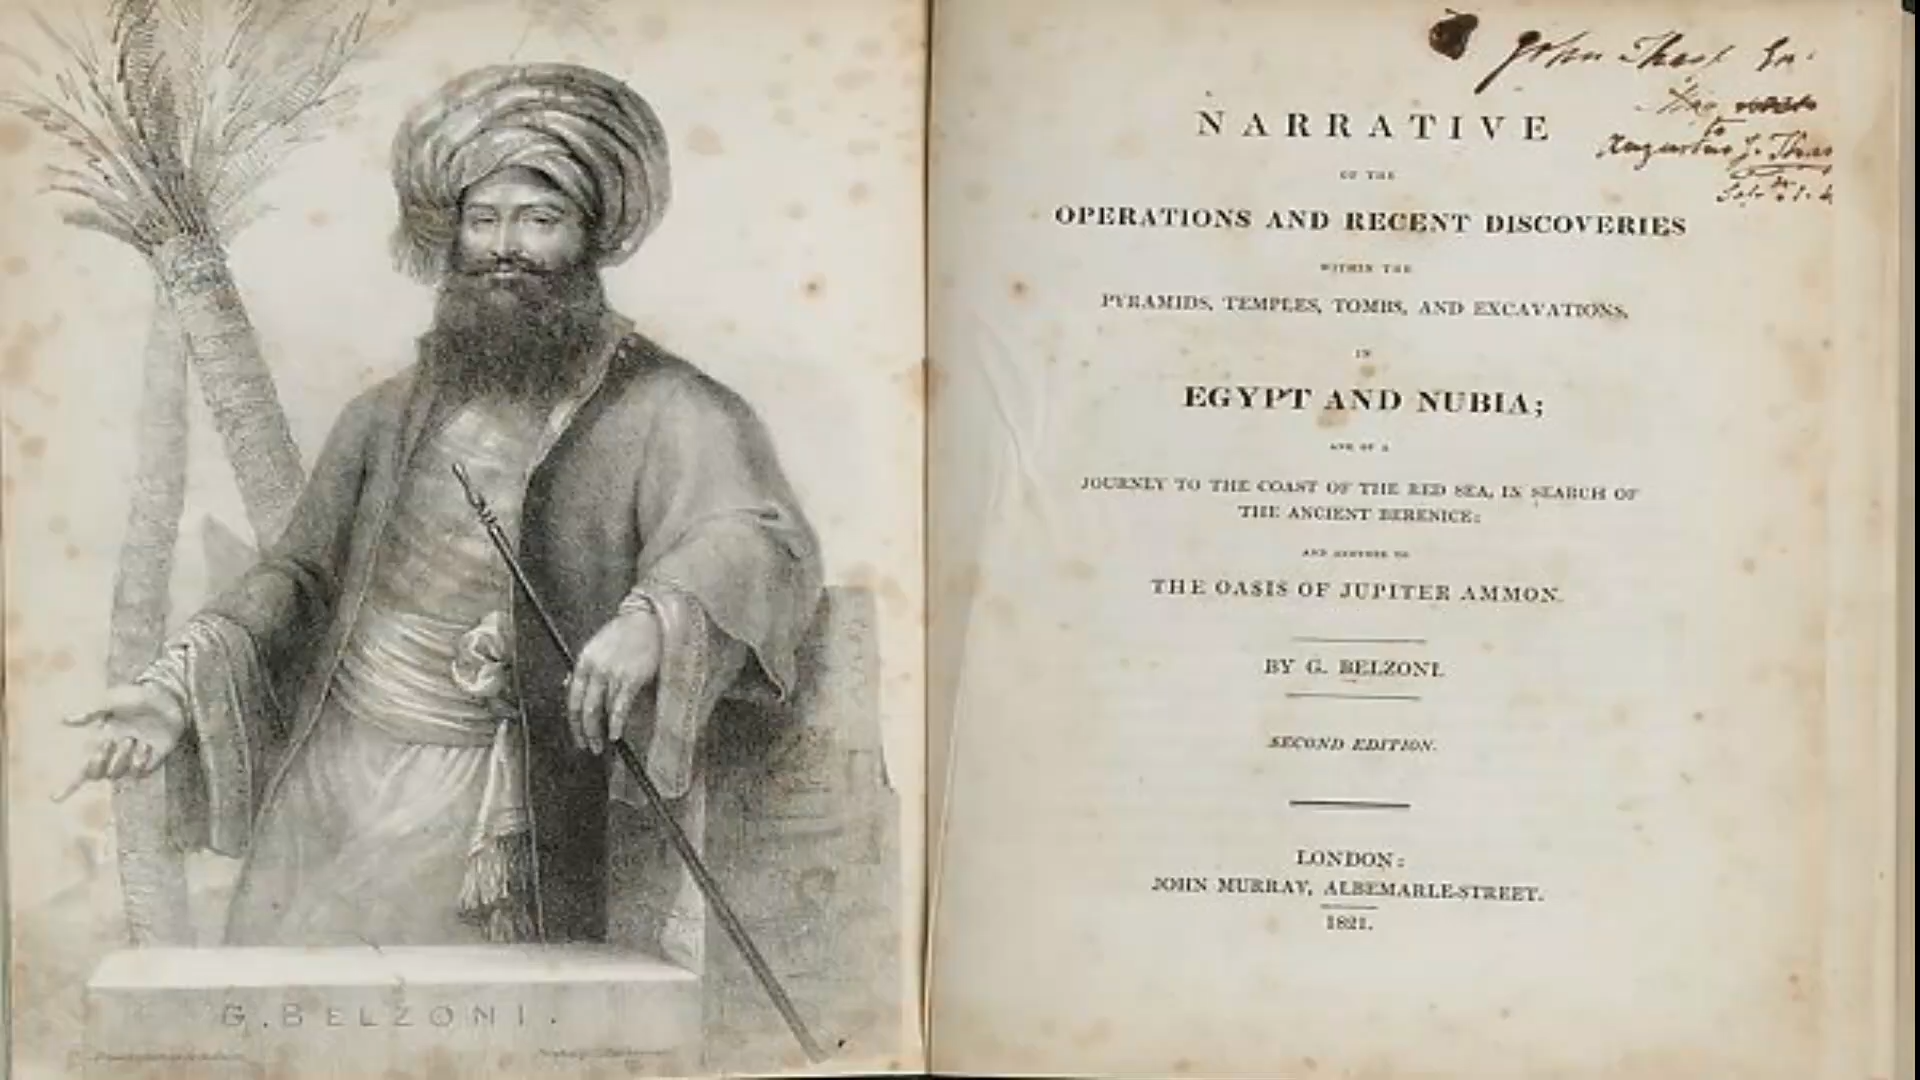 G. BELZONI.
John
to
NARRATIVE
OF THE
OPERATIONS AND RECENT DISCOVERIES
WITHIN THE
PYRAMIDS, TEMPLES, TOMBS, AND EXCAVATIONS,
IN
EGYPT AND NUBIA;
AND OF A
JOURNEY TO THE COAST OF THE RED SEA, IN SEARCH OF
THE ANCIENT BERENICE:
AND ANOTHER TO
THE OASIS OF JUPITER AMMON.
BY G. BELZONI.
SECOND EDITION.
LONDON:
JOHN MURRAY, ALBEMARLE-STREET.
1821.